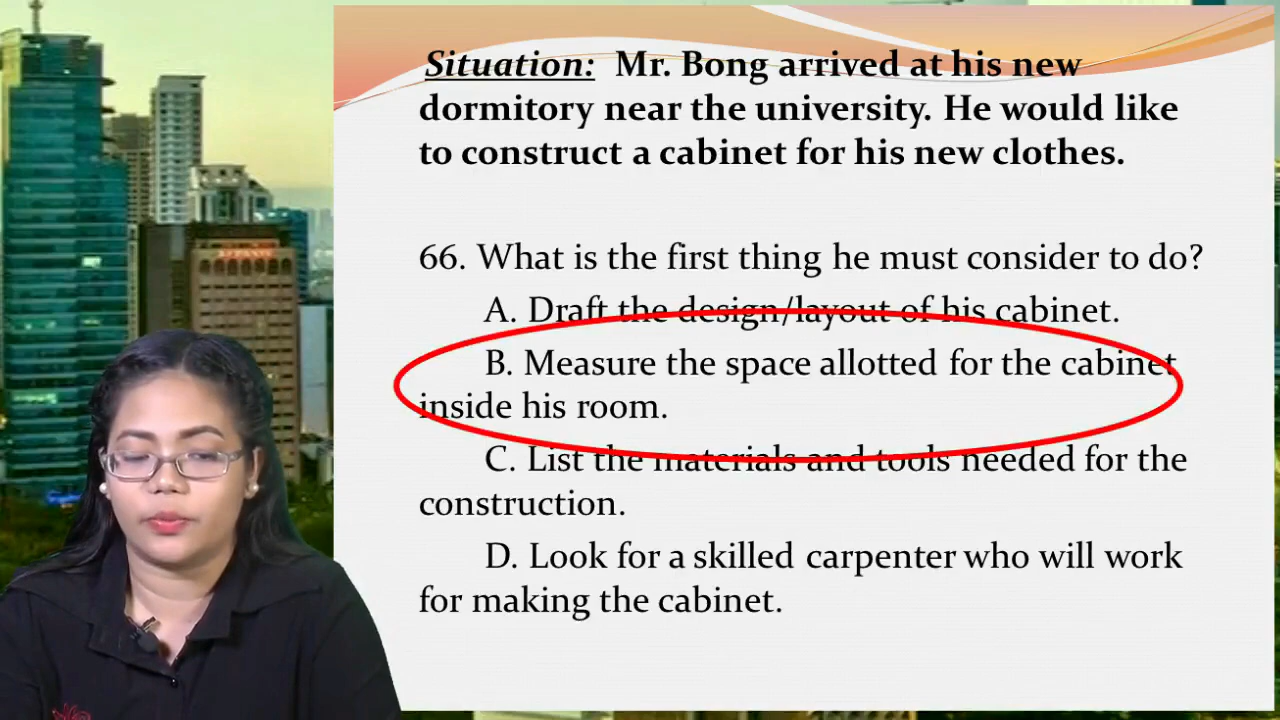 Situation: Mr. Bong arrived at his new
dormitory near the university. He would like
to construct a cabinet for his new clothes.
66. What is the first thing he must consider to do?
A. Draft the design/layout of his cabinet.
B. Measure the space allotted for the cabinet
inside his room.
C. List the materials and tools needed for the
construction.
D. Look for a skilled carpenter who will work
for making the cabinet.